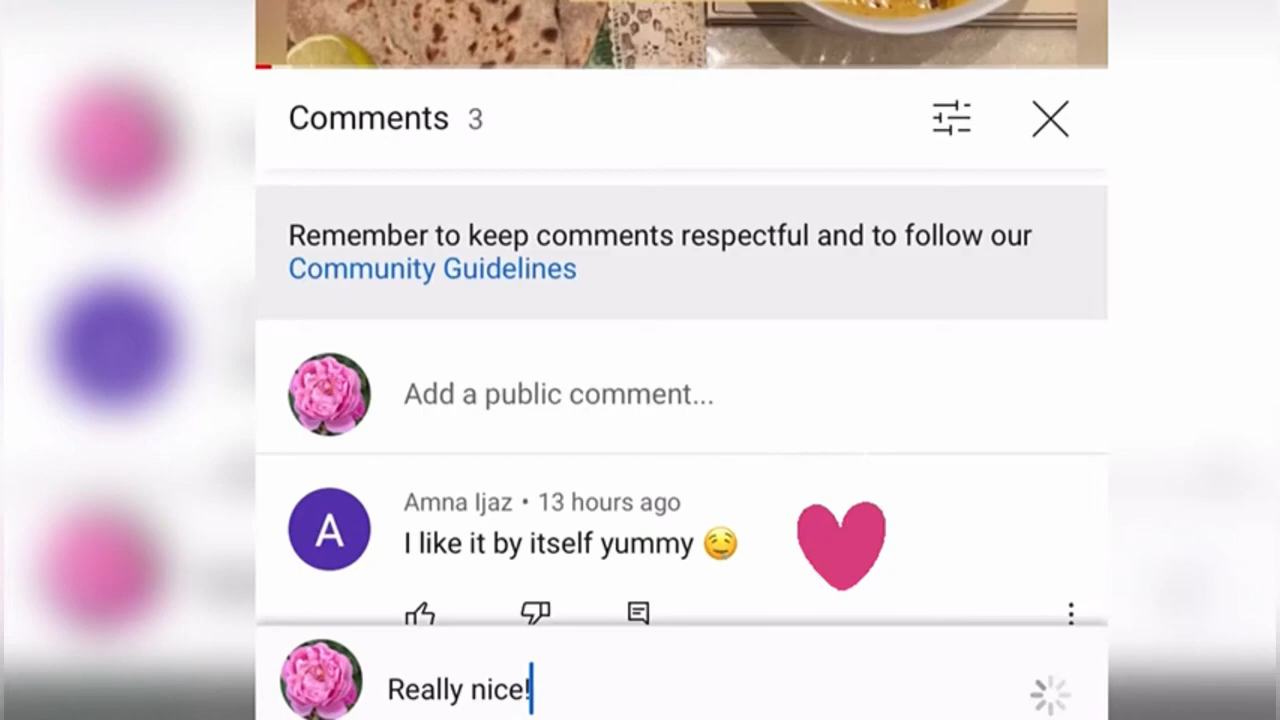 Comments 3
Remember to keep comments respectful and to follow our
Community Guidelines
Add a public comment...
A
Amna Ijaz • 13 hours ago
I like it by itself yummy 🤤
Really nice!